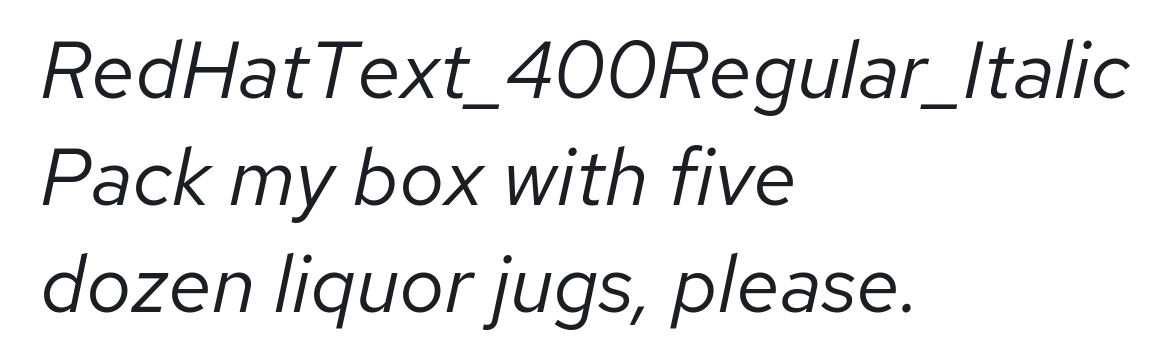 RedHatText_400Regular_Italic
Pack my box with five
dozen liquor jugs, please.